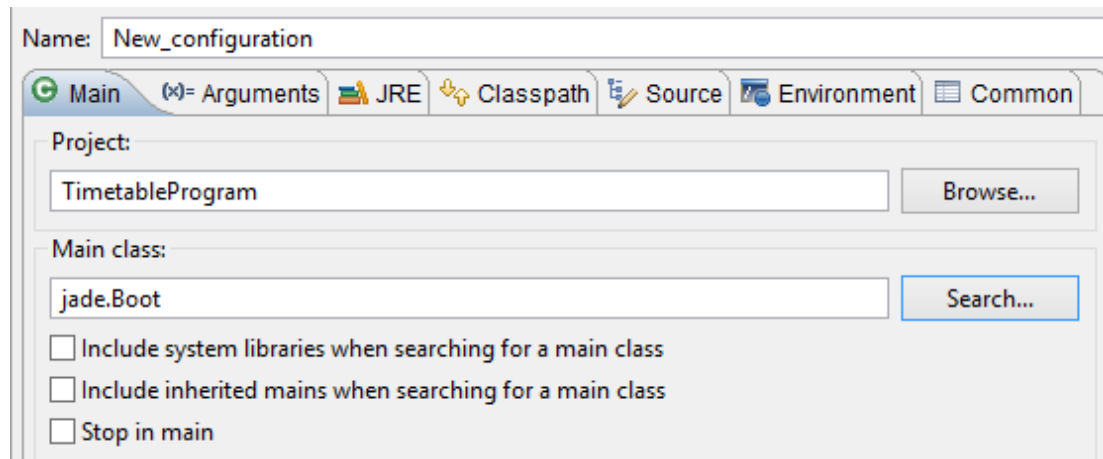 Name: New_configuration
Main (x)= Arguments JRE Classpath Source Environment Common
Project:
TimetableProgram Browse...
Main class:
jade.Boot Search...
Include system libraries when searching for a main class
Include inherited mains when searching for a main class
Stop in main